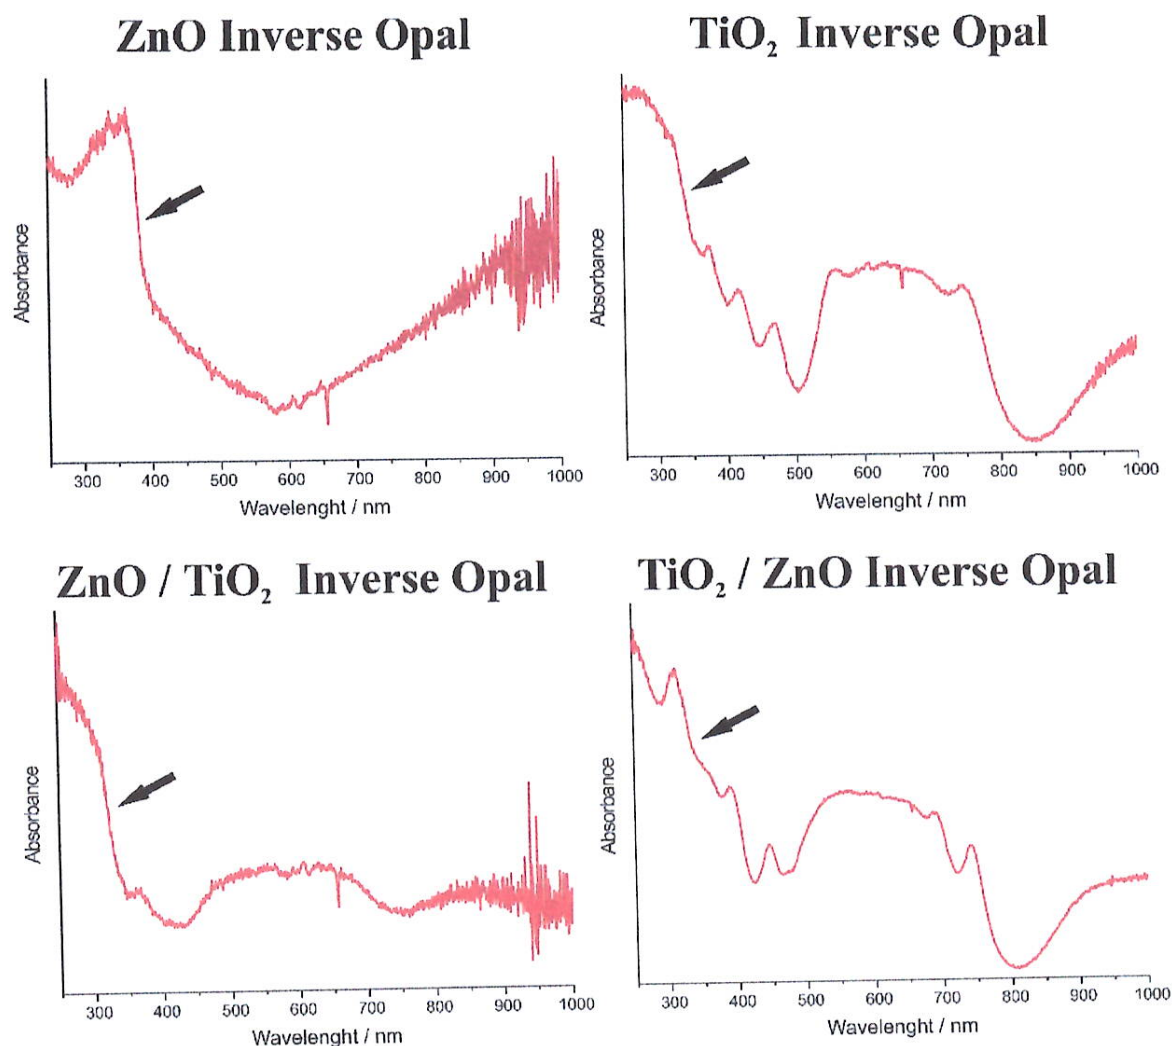 ZnO Inverse Opal
Absorbance
300 400 500 600 700 800 900 1000
Wavelenght / nm
TiO₂ Inverse Opal
Absorbance
300 400 500 600 700 800 900 1000
Wavelenght / nm
ZnO / TiO₂ Inverse Opal
Absorbance
300 400 500 600 700 800 900 1000
Wavelenght / nm
TiO₂ / ZnO Inverse Opal
Absorbance
300 400 500 600 700 800 900 1000
Wavelenght / nm